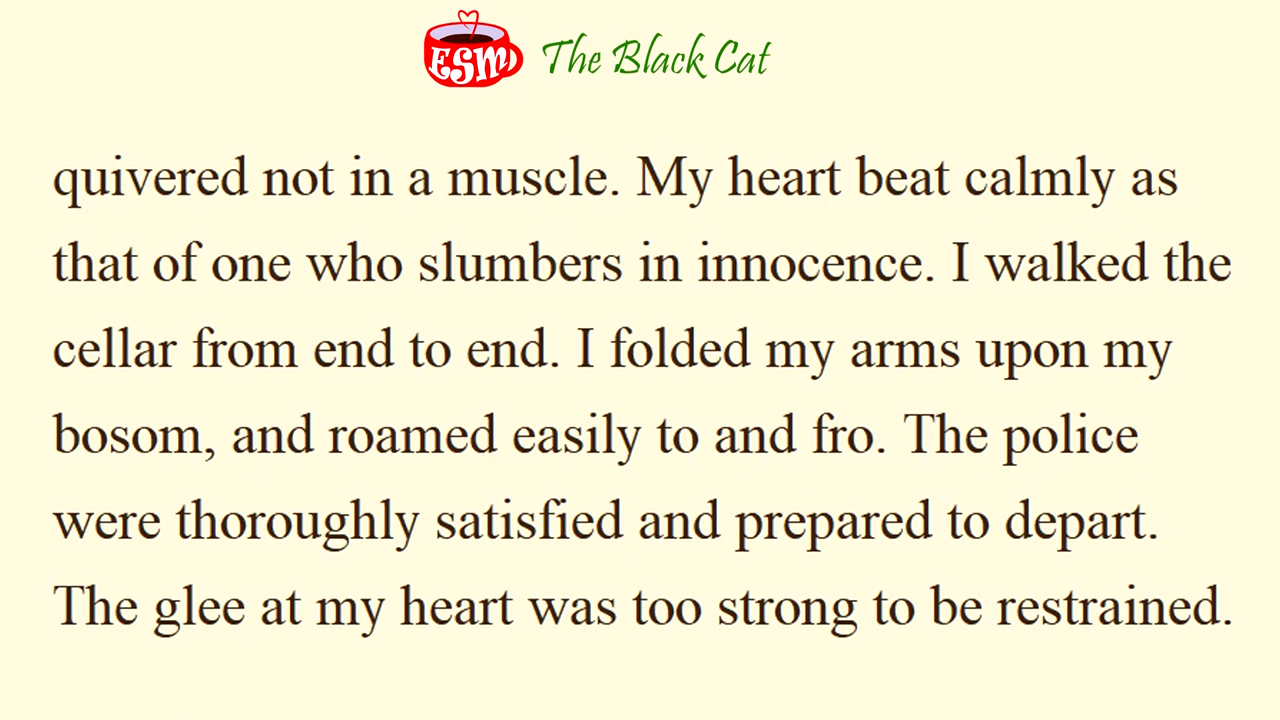 ESM The Black Cat
quivered not in a muscle. My heart beat calmly as
that of one who slumbers in innocence. I walked the
cellar from end to end. I folded my arms upon my
bosom, and roamed easily to and fro. The police
were thoroughly satisfied and prepared to depart.
The glee at my heart was too strong to be restrained.